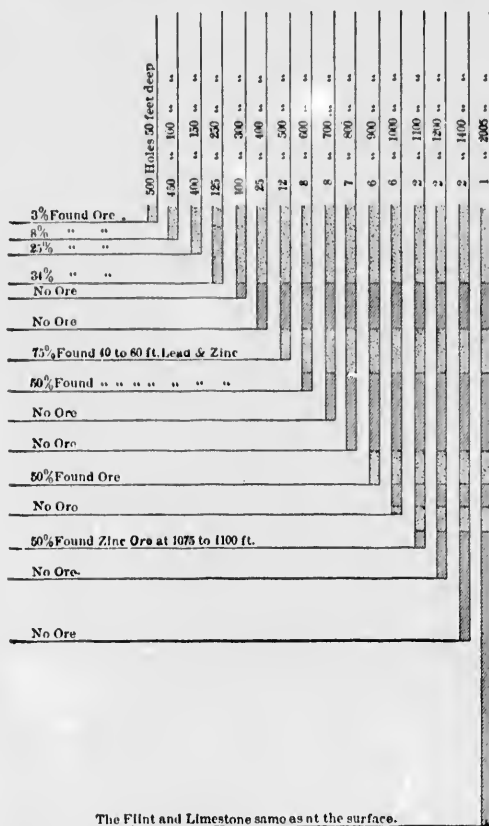 500 Holes 50 feet deep
450 " 100 " "
400 " 150 " "
125 " 250 " "
100 " 300 " "
25 " 400 " "
12 " 500 " "
8 " 600 " "
8 " 700 " "
7 " 800 " "
6 " 900 " "
6 " 1000 " "
2 " 1100 " "
2 " 1200 " "
2 " 1400 " "
1 " 2005 " "
3% Found Ore
8% " "
25% " "
34% " "
No Ore
No Ore
75% Found 40 to 60 ft. Lead & Zinc
50% Found " " " " " " "
No Ore
No Ore
50% Found Ore
No Ore
50% Found Zinc Ore at 1075 to 1100 ft.
No Ore.
No Ore
The Flint and Limestone same as at the surface.